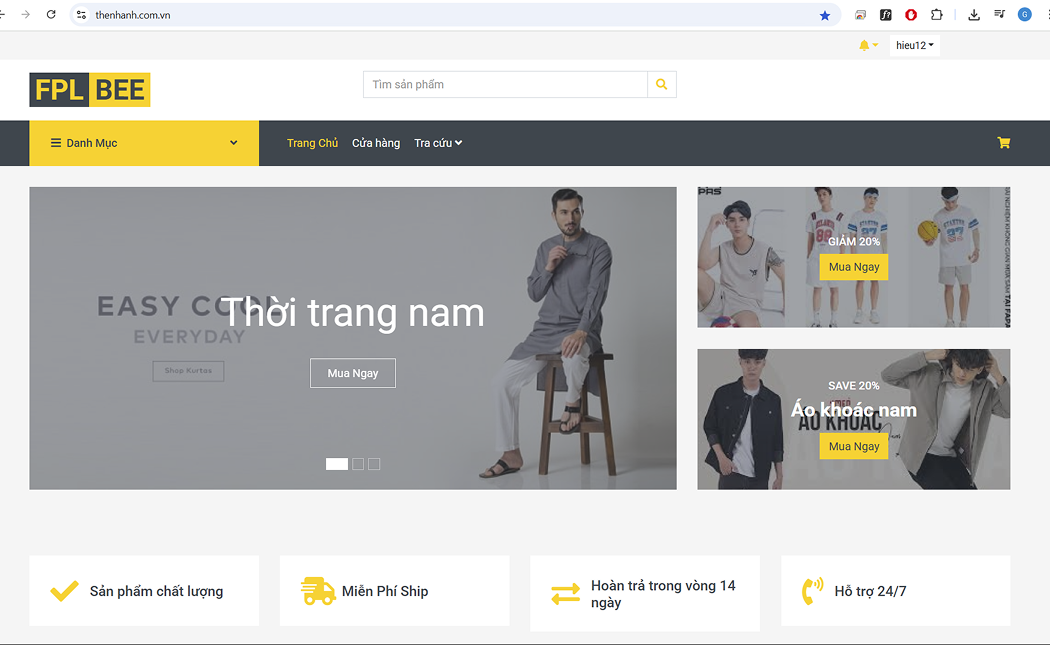 thenhanh.com.vn
G
hieu12
FPL BEE
Tìm sản phẩm
Danh Mục
Trang Chủ
Cửa hàng
Tra cứu
EASY COOL
EVERYDAY
Shop Kurtas
Thời trang nam
Mua Ngay
PAS
GIẢM 20%
Mua Ngay
SAVE 20%
Áo khoác nam
ÁO KHOÁC
Mua Ngay
Sản phẩm chất lượng
Miễn Phí Ship
Hoàn trả trong vòng 14
ngày
Hỗ trợ 24/7